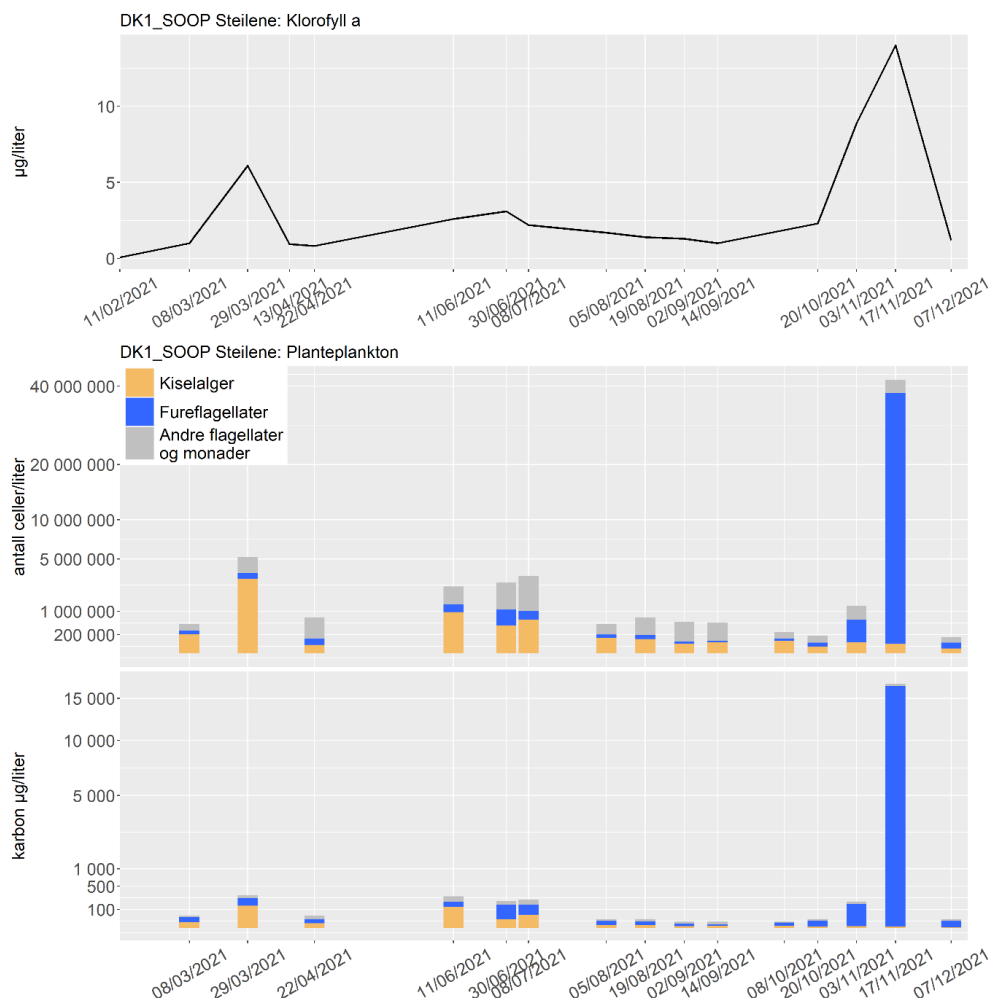 DK1_SOOP Steilene: Klorofyll a
µg/liter
10
5
0
11/02/2021
08/03/2021
29/03/2021
13/04/2021
22/04/2021
11/06/2021
30/06/2021
08/07/2021
05/08/2021
19/08/2021
02/09/2021
14/09/2021
20/10/2021
03/11/2021
17/11/2021
07/12/2021
DK1_SOOP Steilene: Planteplankton
antall celler/liter
40 000 000
20 000 000
10 000 000
5 000 000
1 000 000
200 000
Kiselalger
Fureflagellater
Andre flagellater
og monader
karbon µg/liter
15 000
10 000
5 000
1 000
500
100
08/03/2021
29/03/2021
22/04/2021
11/06/2021
30/06/2021
08/07/2021
05/08/2021
19/08/2021
02/09/2021
14/09/2021
08/10/2021
20/10/2021
03/11/2021
17/11/2021
07/12/2021